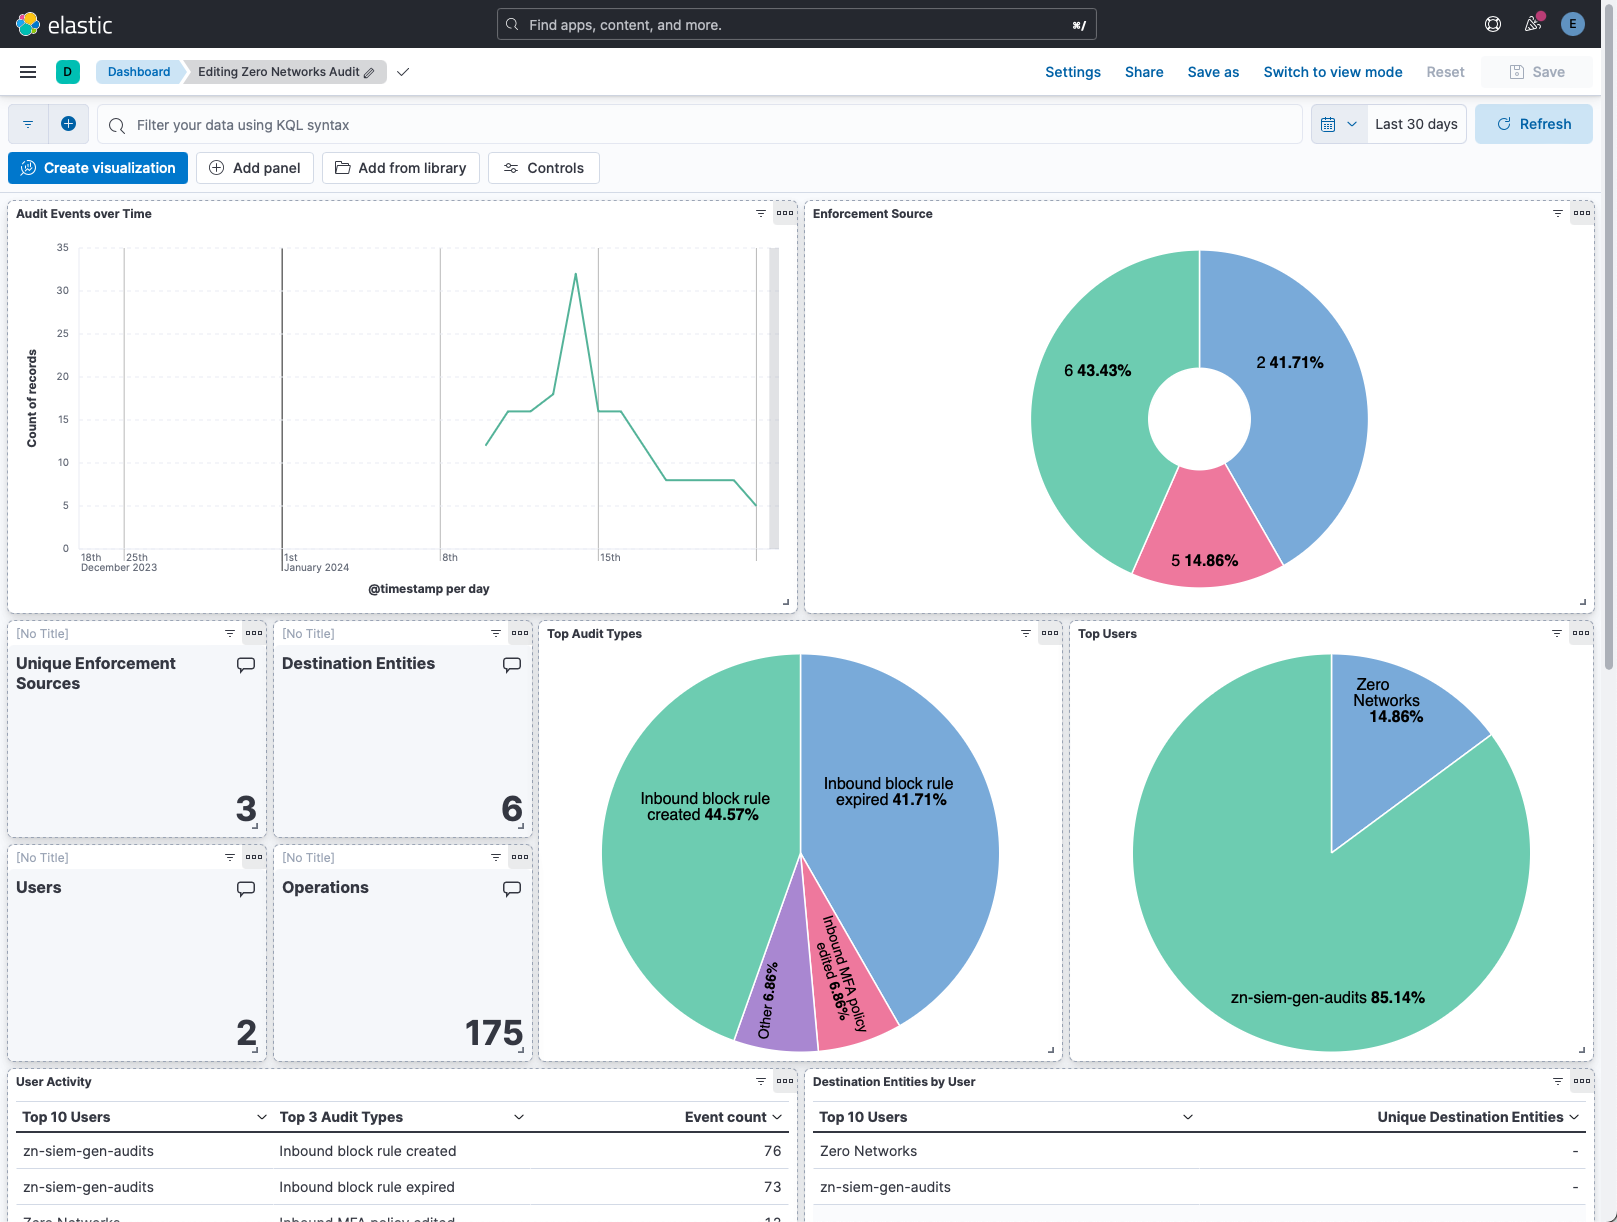 elastic
Find apps, content, and more.
⌘/
E
D
Dashboard
Editing Zero Networks Audit
Settings
Share
Save as
Switch to view mode
Reset
Save
Filter your data using KQL syntax
Last 30 days
Refresh
Create visualization
Add panel
Add from library
Controls
Audit Events over Time
Count of records
35
30
25
20
15
10
5
0
18th
December 2023
25th
1st
January 2024
8th
15th
@timestamp per day
Enforcement Source
6 43.43%
2 41.71%
5 14.86%
[No Title]
Unique Enforcement
Sources
3
[No Title]
Destination Entities
6
[No Title]
Users
2
[No Title]
Operations
175
Top Audit Types
Inbound block rule
created 44.57%
Inbound block rule
expired 41.71%
Other 6.86%
Inbound MFA policy
edited 6.86%
Top Users
Zero
Networks
14.86%
zn-siem-gen-audits 85.14%
User Activity
Top 10 Users
Top 3 Audit Types
Event count
zn-siem-gen-audits
Inbound block rule created
76
zn-siem-gen-audits
Inbound block rule expired
73
Zero Networks
Inbound MFA policy edited
12
Destination Entities by User
Top 10 Users
Unique Destination Entities
Zero Networks
-
zn-siem-gen-audits
-